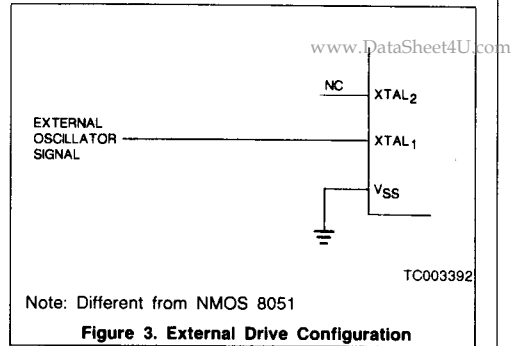 www.DataSheet4U.com
NC
XTAL2
EXTERNAL
OSCILLATOR
SIGNAL
XTAL1
VSS
TC003392
Note: Different from NMOS 8051
Figure 3. External Drive Configuration